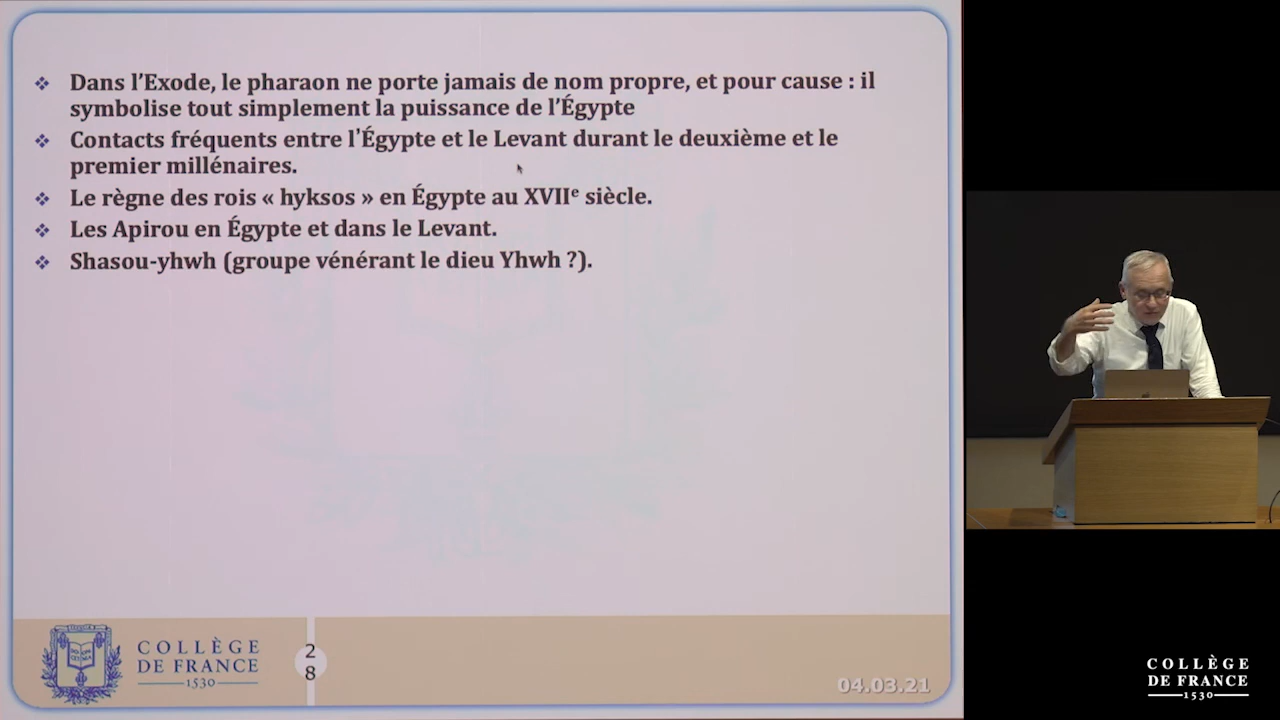 ❖ Dans l'Exode, le pharaon ne porte jamais de nom propre, et pour cause : il
symbolise tout simplement la puissance de l'Égypte
❖ Contacts fréquents entre l'Égypte et le Levant durant le deuxième et le
premier millénaires.
❖ Le règne des rois « hyksos » en Égypte au XVIIe siècle.
❖ Les Apirou en Égypte et dans le Levant.
❖ Shasou-yhwh (groupe vénérant le dieu Yhwh ?).
COLLÈGE
DE FRANCE
1530
2
8
04.03.21
COLLÈGE
DE FRANCE
1530